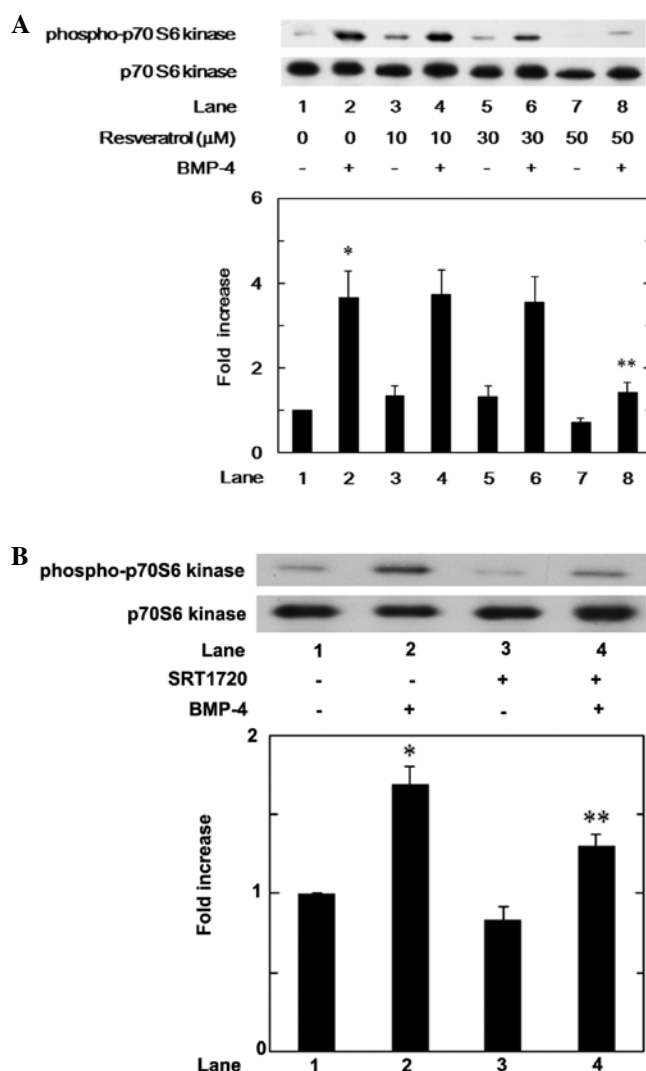 A
phospho-p70 S6 kinase
p70 S6 kinase
Lane 1 2 3 4 5 6 7 8
Resveratrol (μM) 0 0 10 10 30 30 50 50
BMP-4 - + - + - + - +
6
4
2
0
Fold increase
*
**
Lane 1 2 3 4 5 6 7 8
B
phospho-p70S6 kinase
p70S6 kinase
Lane 1 2 3 4
SRT1720 - - + +
BMP-4 - + - +
2
1
0
Fold increase
*
**
Lane 1 2 3 4